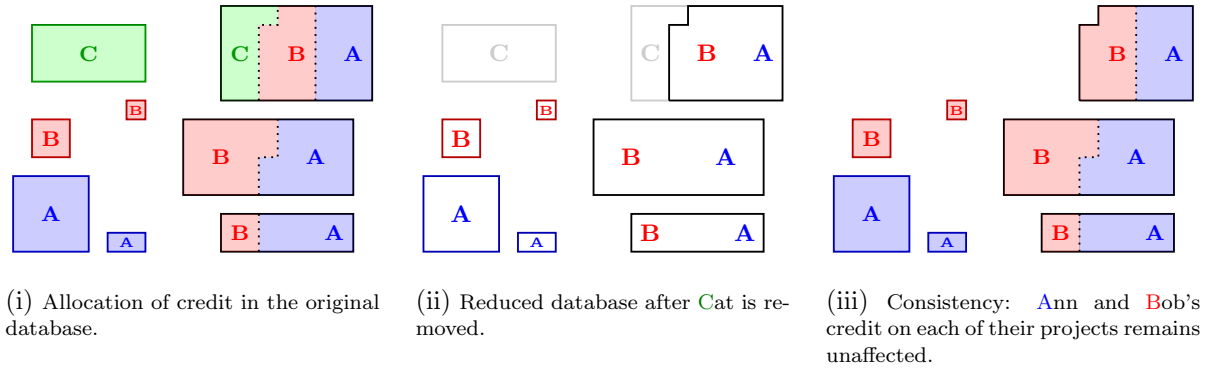 C
C
B
A
B
B
B
A
A
A
B
A
(i) Allocation of credit in the original
database.
C
C
B
A
B
B
B
A
A
A
B
A
(ii) Reduced database after Cat is re-
moved.
B
A
B
B
B
A
A
A
B
A
(iii) Consistency: Ann and Bob's
credit on each of their projects remains
unaffected.